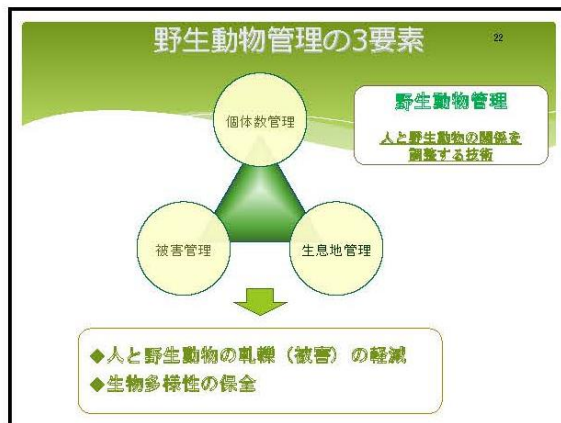 野生動物管理の3要素
22
個体数管理
野生動物管理
人と野生動物の関係を
調整する技術
被害管理
生息地管理
◆人と野生動物の軋轢（被害）の軽減
◆生物多様性の保全